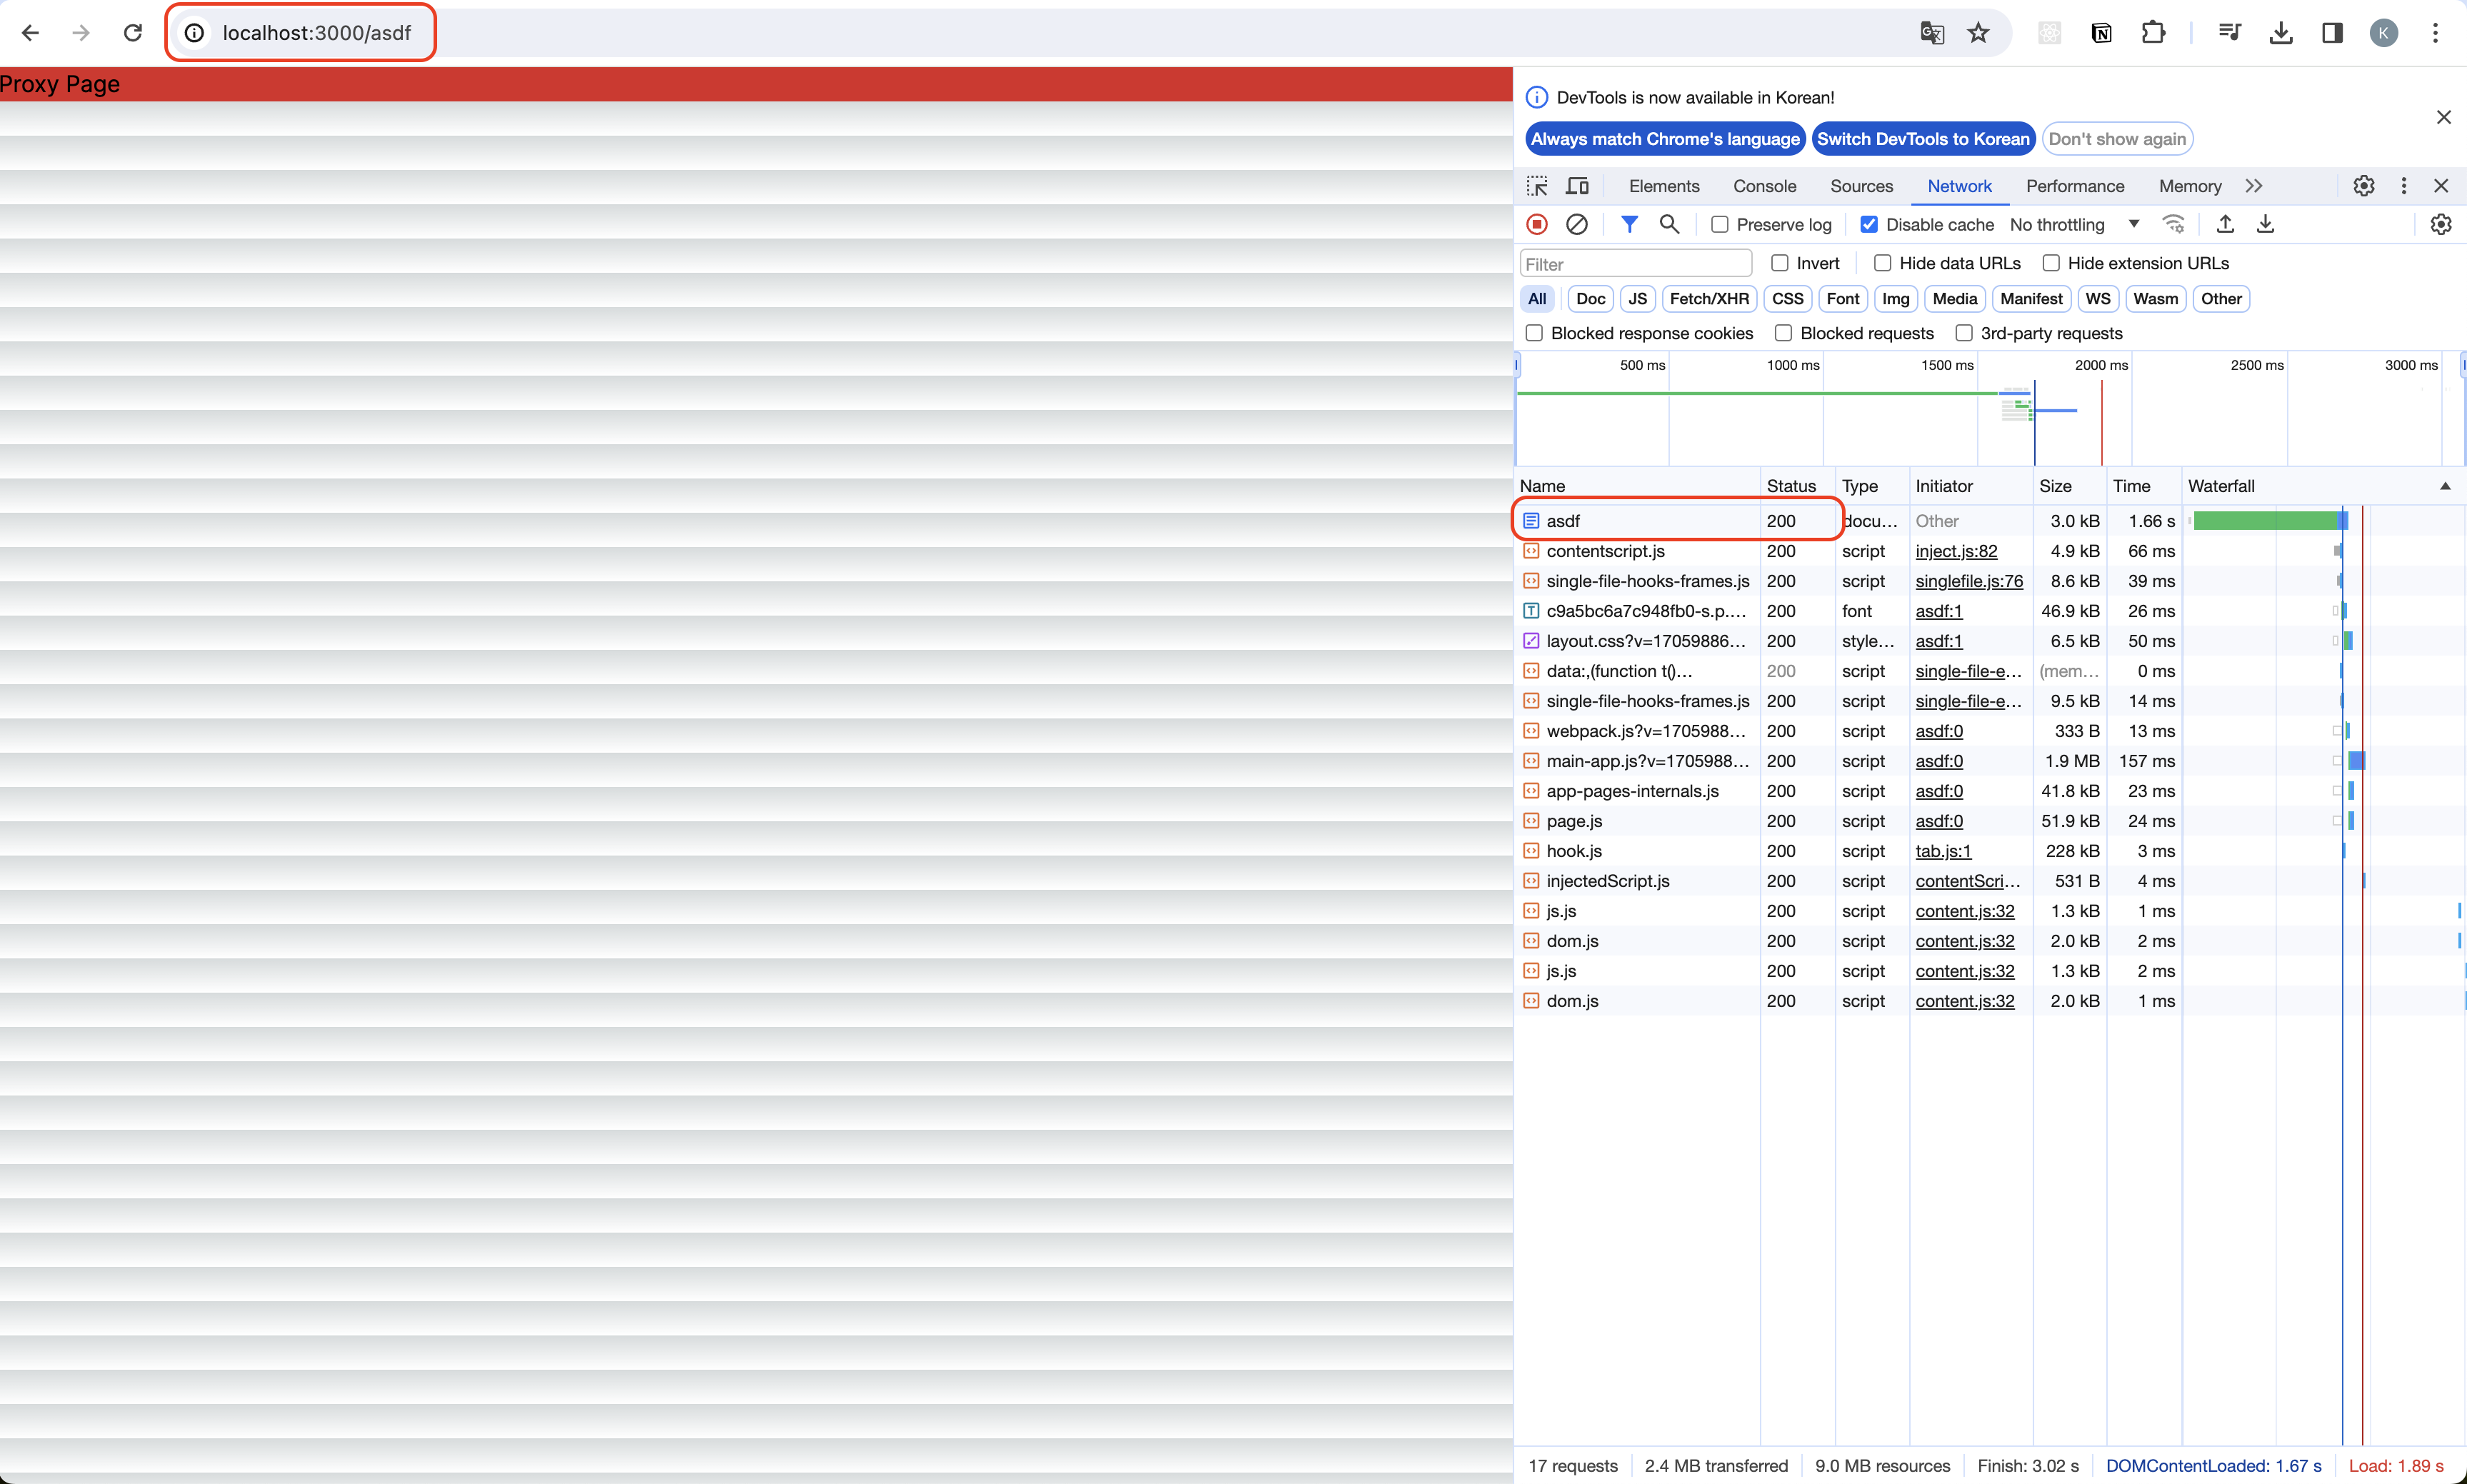 localhost:3000/asdf
K
Proxy Page
DevTools is now available in Korean!
Always match Chrome's language Switch DevTools to Korean Don't show again
Elements Console Sources Network Performance Memory
Preserve log Disable cache No throttling
Filter Invert Hide data URLs Hide extension URLs
All Doc JS Fetch/XHR CSS Font Img Media Manifest WS Wasm Other
Blocked response cookies Blocked requests 3rd-party requests
500 ms 1000 ms 1500 ms 2000 ms 2500 ms 3000 ms
Name Status Type Initiator Size Time Waterfall
asdf 200 docu… Other 3.0 kB 1.66 s
contentscript.js 200 script inject.js:82 4.9 kB 66 ms
single-file-hooks-frames.js 200 script singlefile.js:76 8.6 kB 39 ms
c9a5bc6a7c948fb0-s.p.… 200 font asdf:1 46.9 kB 26 ms
layout.css?v=17059886… 200 style… asdf:1 6.5 kB 50 ms
data:,(function t()… 200 script single-file-e… (mem… 0 ms
single-file-hooks-frames.js 200 script single-file-e… 9.5 kB 14 ms
webpack.js?v=1705988… 200 script asdf:0 333 B 13 ms
main-app.js?v=1705988… 200 script asdf:0 1.9 MB 157 ms
app-pages-internals.js 200 script asdf:0 41.8 kB 23 ms
page.js 200 script asdf:0 51.9 kB 24 ms
hook.js 200 script tab.js:1 228 kB 3 ms
injectedScript.js 200 script contentScri… 531 B 4 ms
js.js 200 script content.js:32 1.3 kB 1 ms
dom.js 200 script content.js:32 2.0 kB 2 ms
js.js 200 script content.js:32 1.3 kB 2 ms
dom.js 200 script content.js:32 2.0 kB 1 ms
17 requests 2.4 MB transferred 9.0 MB resources Finish: 3.02 s DOMContentLoaded: 1.67 s Load: 1.89 s